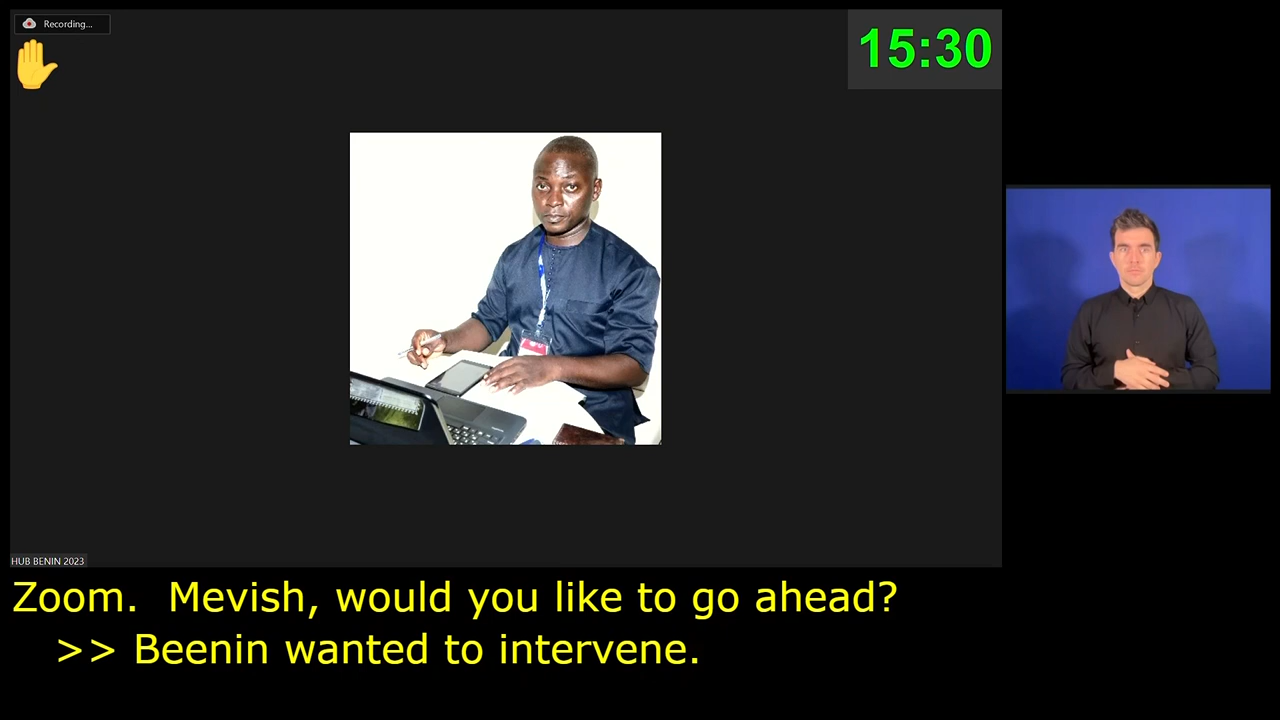 Recording...
15:30
HUB BENIN 2023
Zoom.  Mevish, would you like to go ahead?
>> Beenin wanted to intervene.